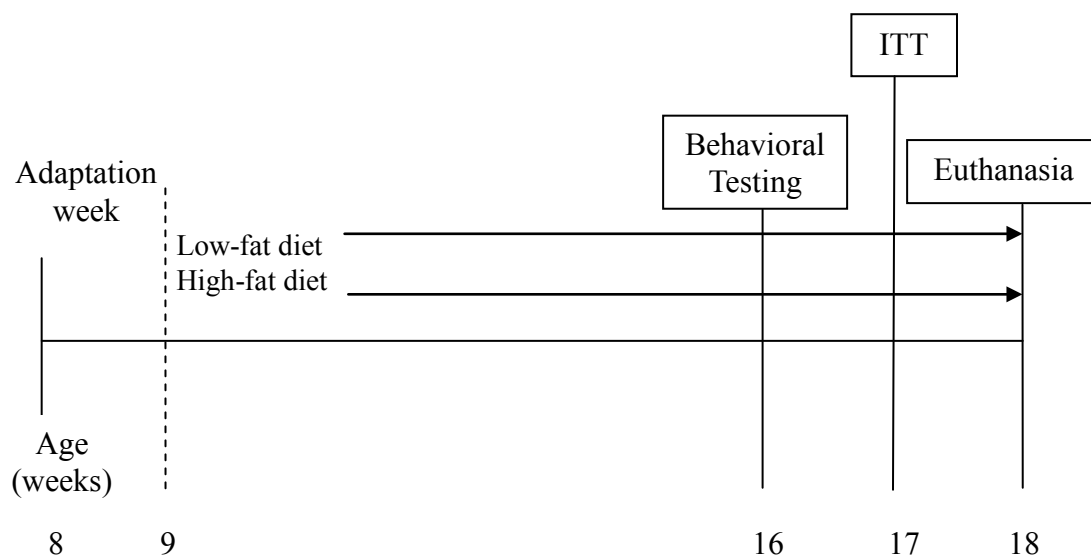 ITT
Behavioral
Testing
Euthanasia
Adaptation
week
Low-fat diet
High-fat diet
Age
(weeks)
8 9 16 17 18